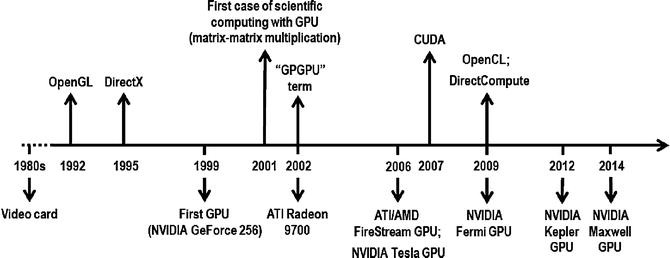 First case of scientific
computing with GPU
(matrix-matrix multiplication)
CUDA
"GPGPU"
term
OpenCL;
DirectCompute
OpenGL
DirectX
1980s
1992
1995
1999
2001
2002
2006
2007
2009
2012
2014
Video card
First GPU
(NVIDIA GeForce 256)
ATI Radeon
9700
ATI/AMD
FireStream GPU;
NVIDIA Tesla GPU
NVIDIA
Fermi GPU
NVIDIA
Kepler
GPU
NVIDIA
Maxwell
GPU